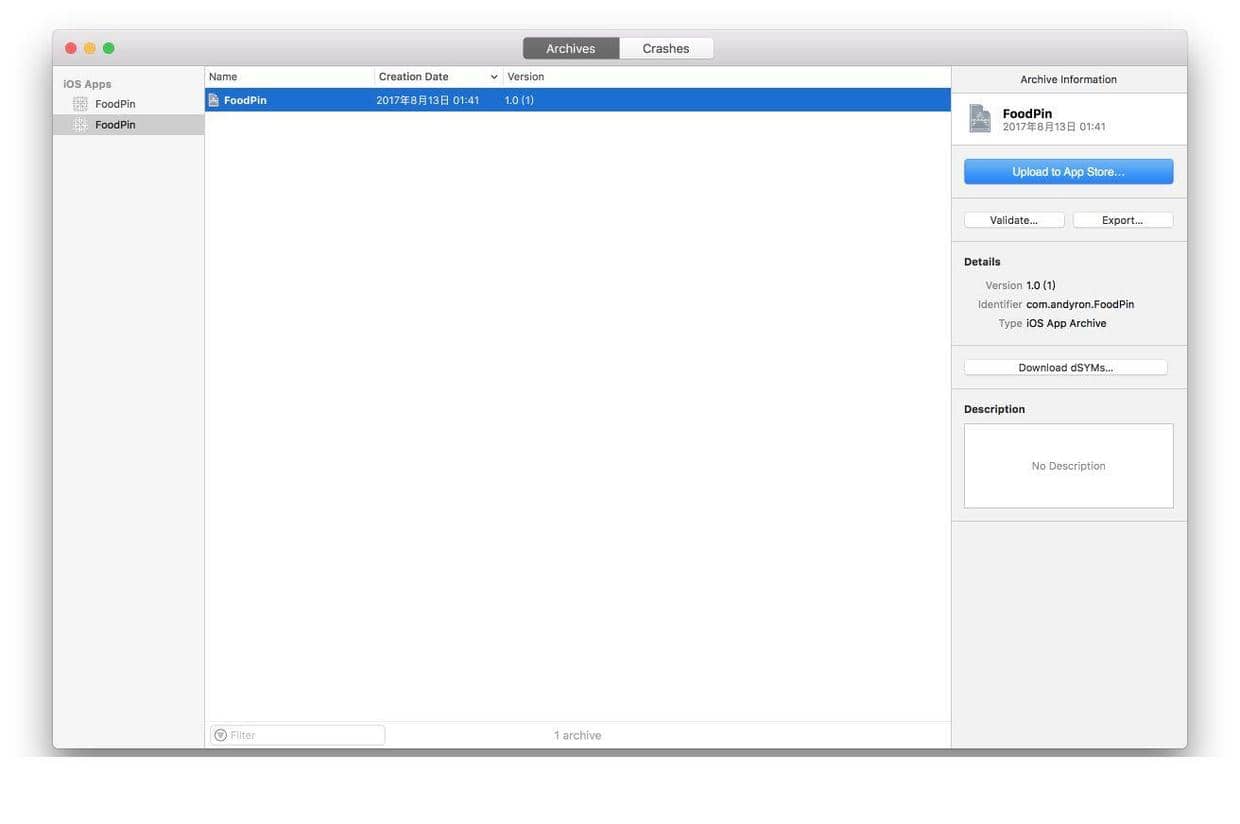 Archives Crashes
iOS Apps
FoodPin
FoodPin
Name Creation Date Version
FoodPin 2017年8月13日 01:41 1.0 (1)
Filter
1 archive
Archive Information
FoodPin
2017年8月13日 01:41
Upload to App Store...
Validate... Export...
Details
Version 1.0 (1)
Identifier com.andyron.FoodPin
Type iOS App Archive
Download dSYMs...
Description
No Description